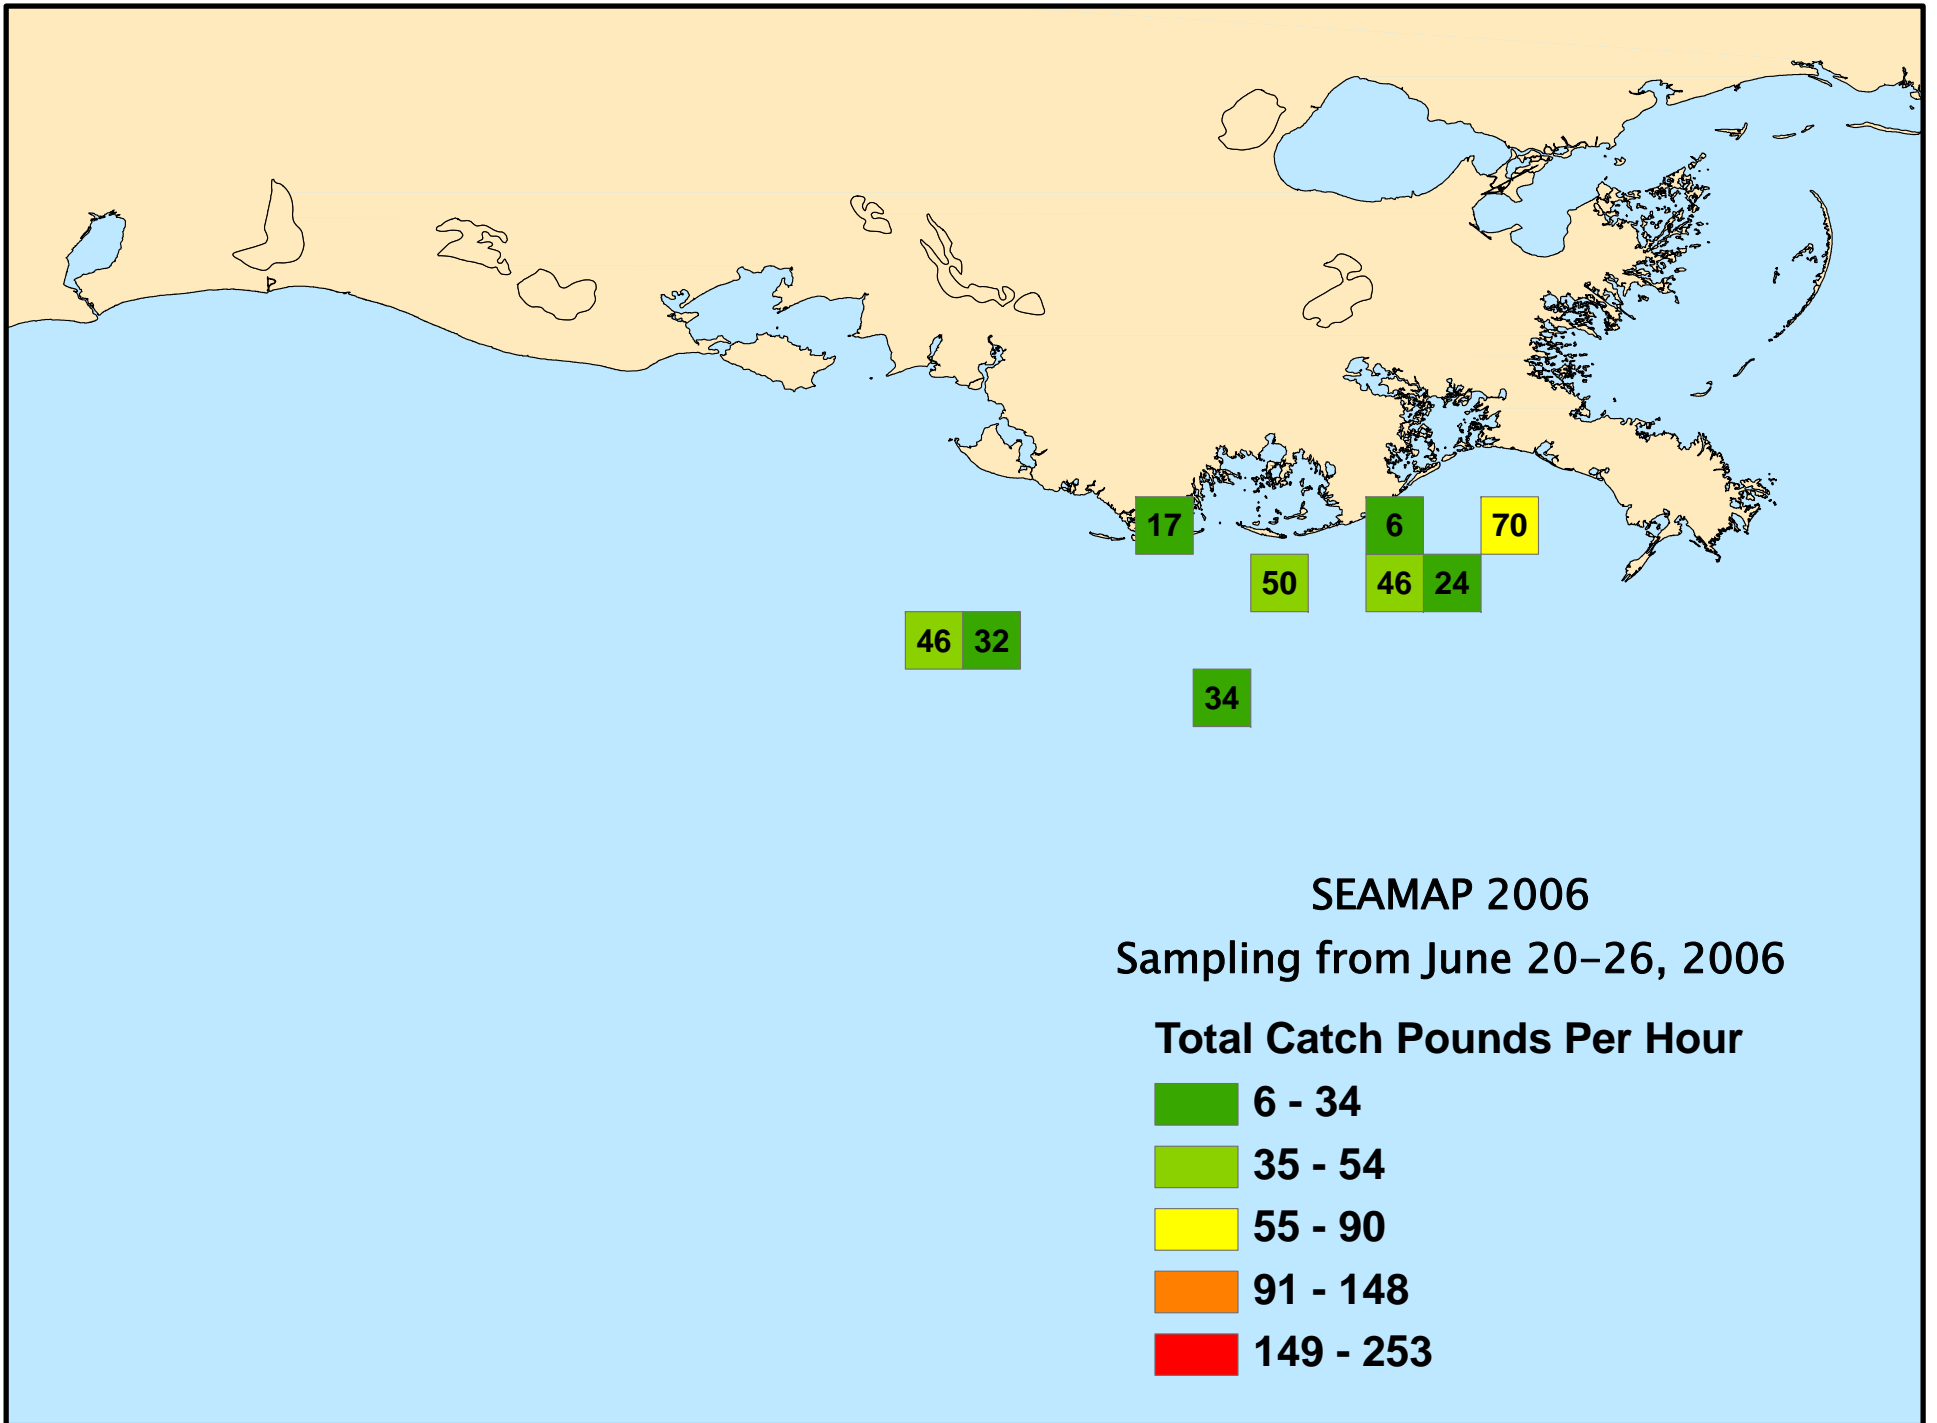 17
6
70
50
46 24
46 32
34
SEAMAP 2006
Sampling from June 20-26, 2006
Total Catch Pounds Per Hour
6 - 34
35 - 54
55 - 90
91 - 148
149 - 253